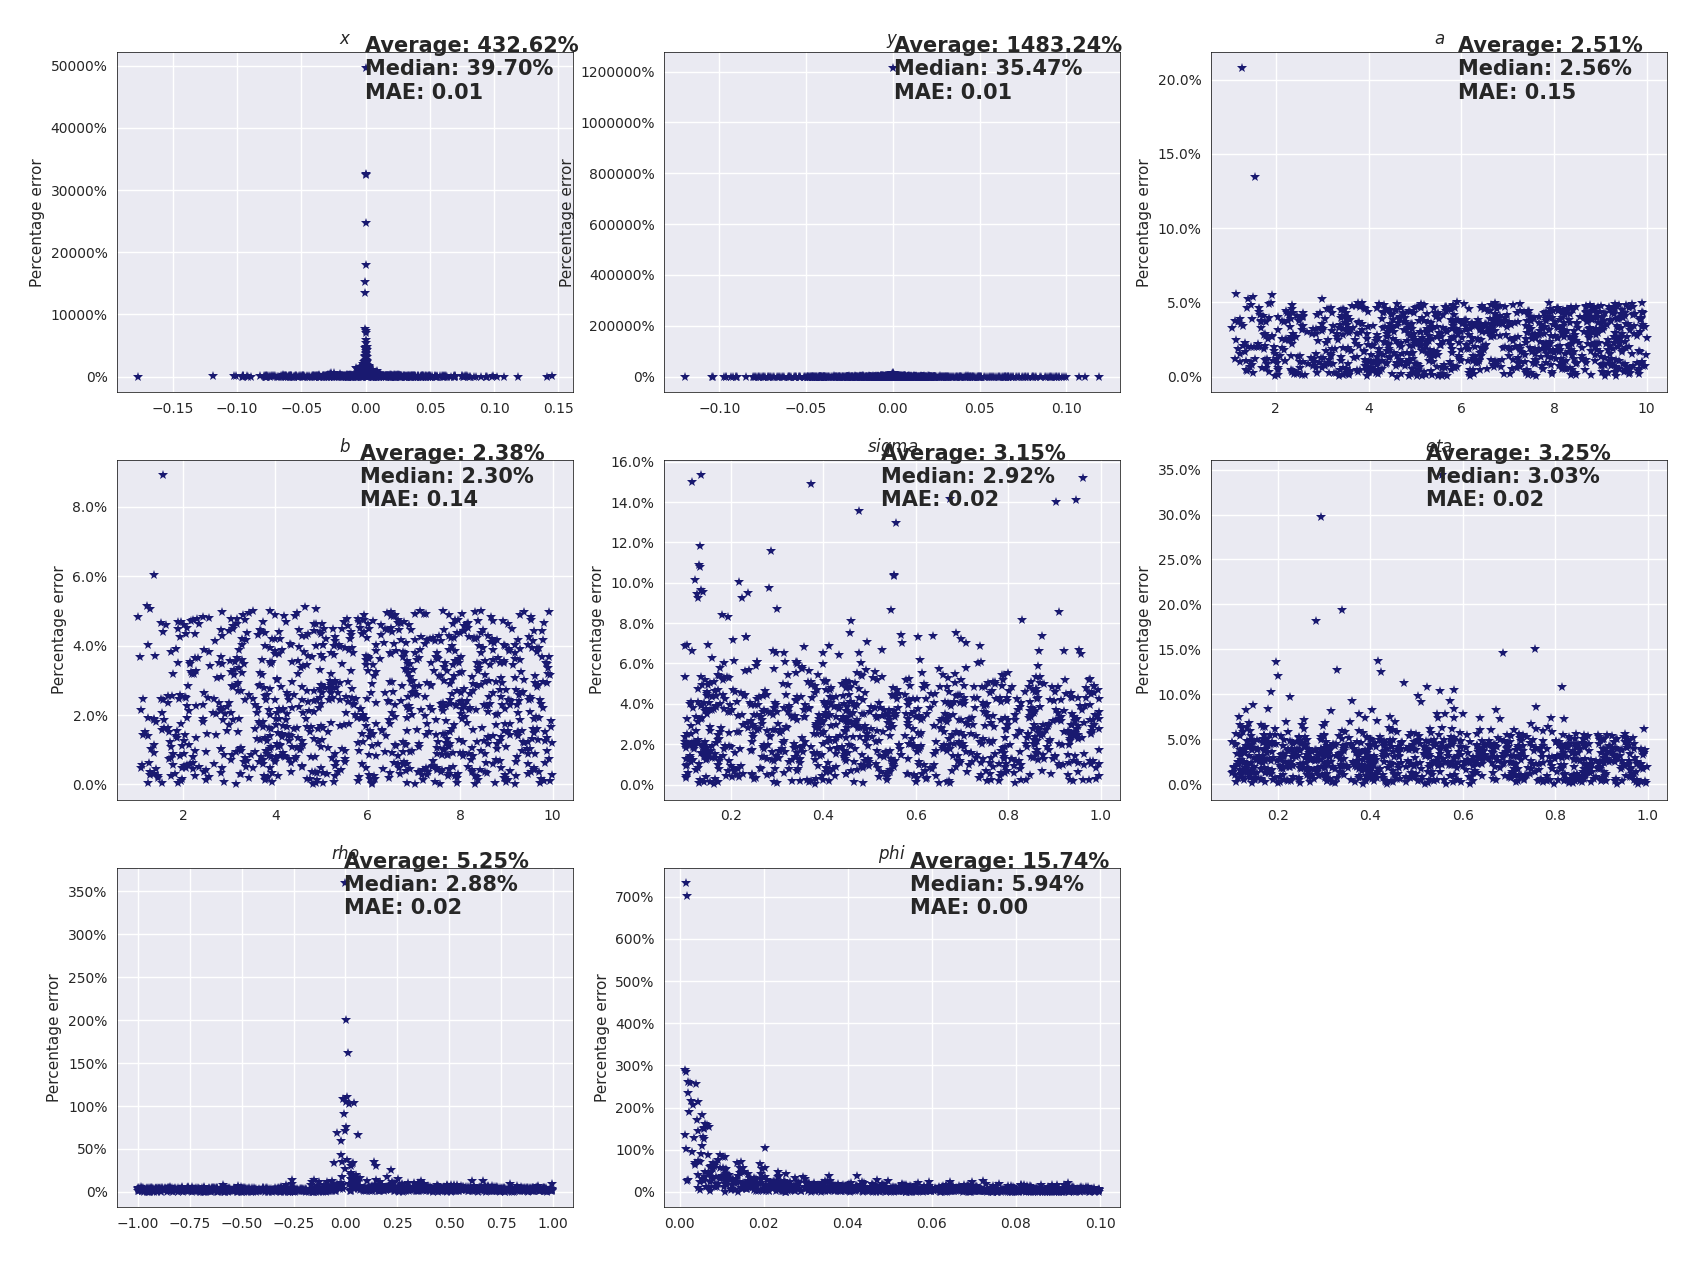 x
Average: 432.62%
Median: 39.70%
MAE: 0.01
50000%
40000%
30000%
20000%
10000%
0%
Percentage error
−0.15 −0.10 −0.05 0.00 0.05 0.10 0.15
y
Average: 1483.24%
Median: 35.47%
MAE: 0.01
1200000%
1000000%
800000%
600000%
400000%
200000%
0%
Percentage error
−0.10 −0.05 0.00 0.05 0.10
a
Average: 2.51%
Median: 2.56%
MAE: 0.15
20.0%
15.0%
10.0%
5.0%
0.0%
Percentage error
2 4 6 8 10
b
Average: 2.38%
Median: 2.30%
MAE: 0.14
8.0%
6.0%
4.0%
2.0%
0.0%
Percentage error
2 4 6 8 10
sigma
Average: 3.15%
Median: 2.92%
MAE: 0.02
16.0%
14.0%
12.0%
10.0%
8.0%
6.0%
4.0%
2.0%
0.0%
Percentage error
0.2 0.4 0.6 0.8 1.0
eta
Average: 3.25%
Median: 3.03%
MAE: 0.02
35.0%
30.0%
25.0%
20.0%
15.0%
10.0%
5.0%
0.0%
Percentage error
0.2 0.4 0.6 0.8 1.0
rho
Average: 5.25%
Median: 2.88%
MAE: 0.02
350%
300%
250%
200%
150%
100%
50%
0%
Percentage error
−1.00 −0.75 −0.50 −0.25 0.00 0.25 0.50 0.75 1.00
phi
Average: 15.74%
Median: 5.94%
MAE: 0.00
700%
600%
500%
400%
300%
200%
100%
0%
Percentage error
0.00 0.02 0.04 0.06 0.08 0.10